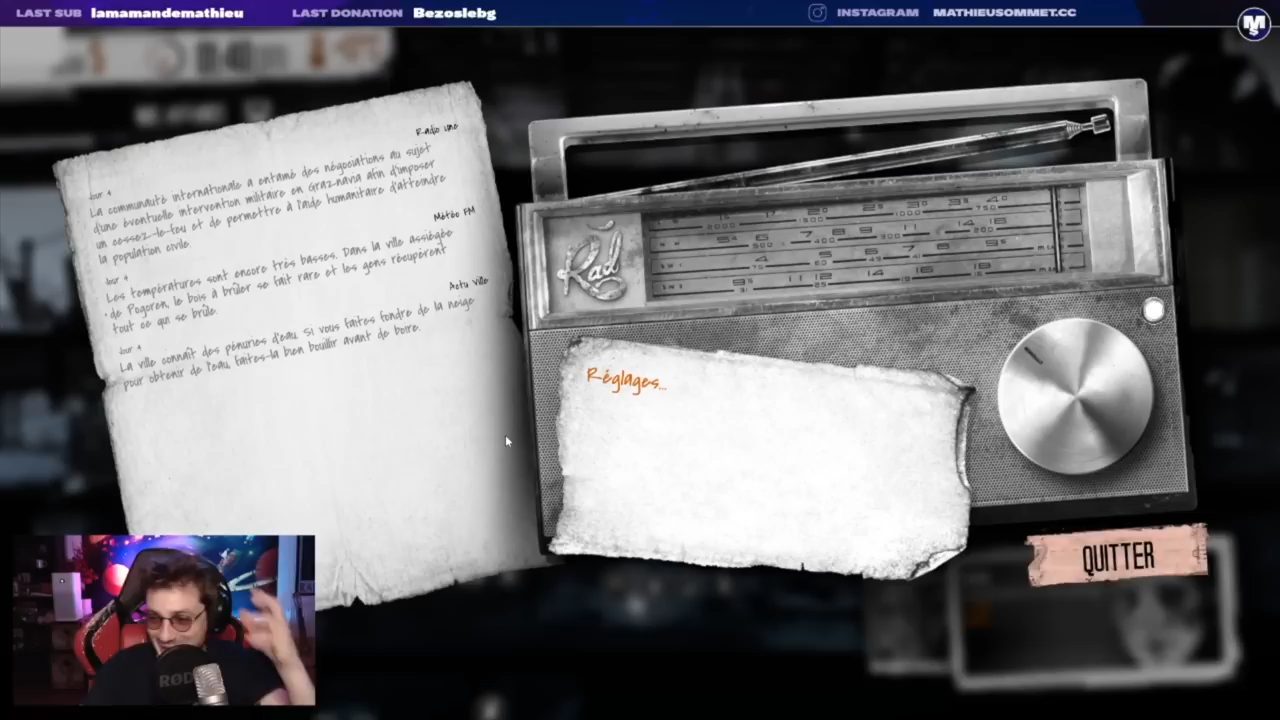 LAST SUB lamamandemathieu LAST DONATION Bezoslebg INSTAGRAM MATHIEUSOMMET.CC
Radio une
Jour 4
La communauté internationale a entamé des négociations au sujet
d'une éventuelle intervention militaire en Graznavia afin d'imposer
un cessez-le-feu et de permettre à l'aide humanitaire d'atteindre
la population civile.
Météo FM
Jour 4
Les températures sont encore très basses. Dans la ville assiégée
de Pogoren, le bois à brûler se fait rare et les gens récupèrent
tout ce qui se brûle.
Actu ville
Jour 4
La ville connaît des pénuries d'eau. Si vous faites fondre de la neige
pour obtenir de l'eau, faites-la bien bouillir avant de boire.
Rad
Réglages...
QUITTER
RØDE